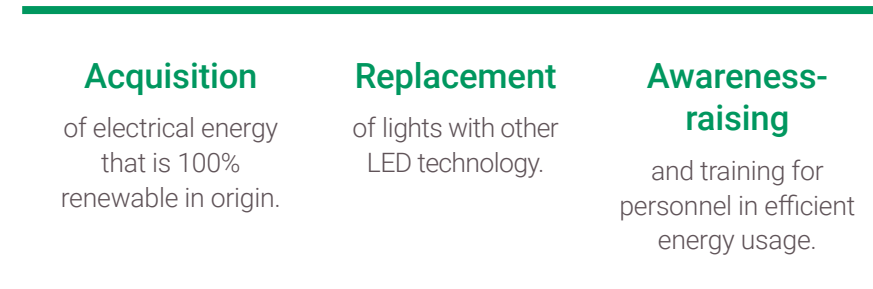 Acquisition
of electrical energy
that is 100%
renewable in origin.
Replacement
of lights with other
LED technology.
Awareness-
raising
and training for
personnel in efficient
energy usage.